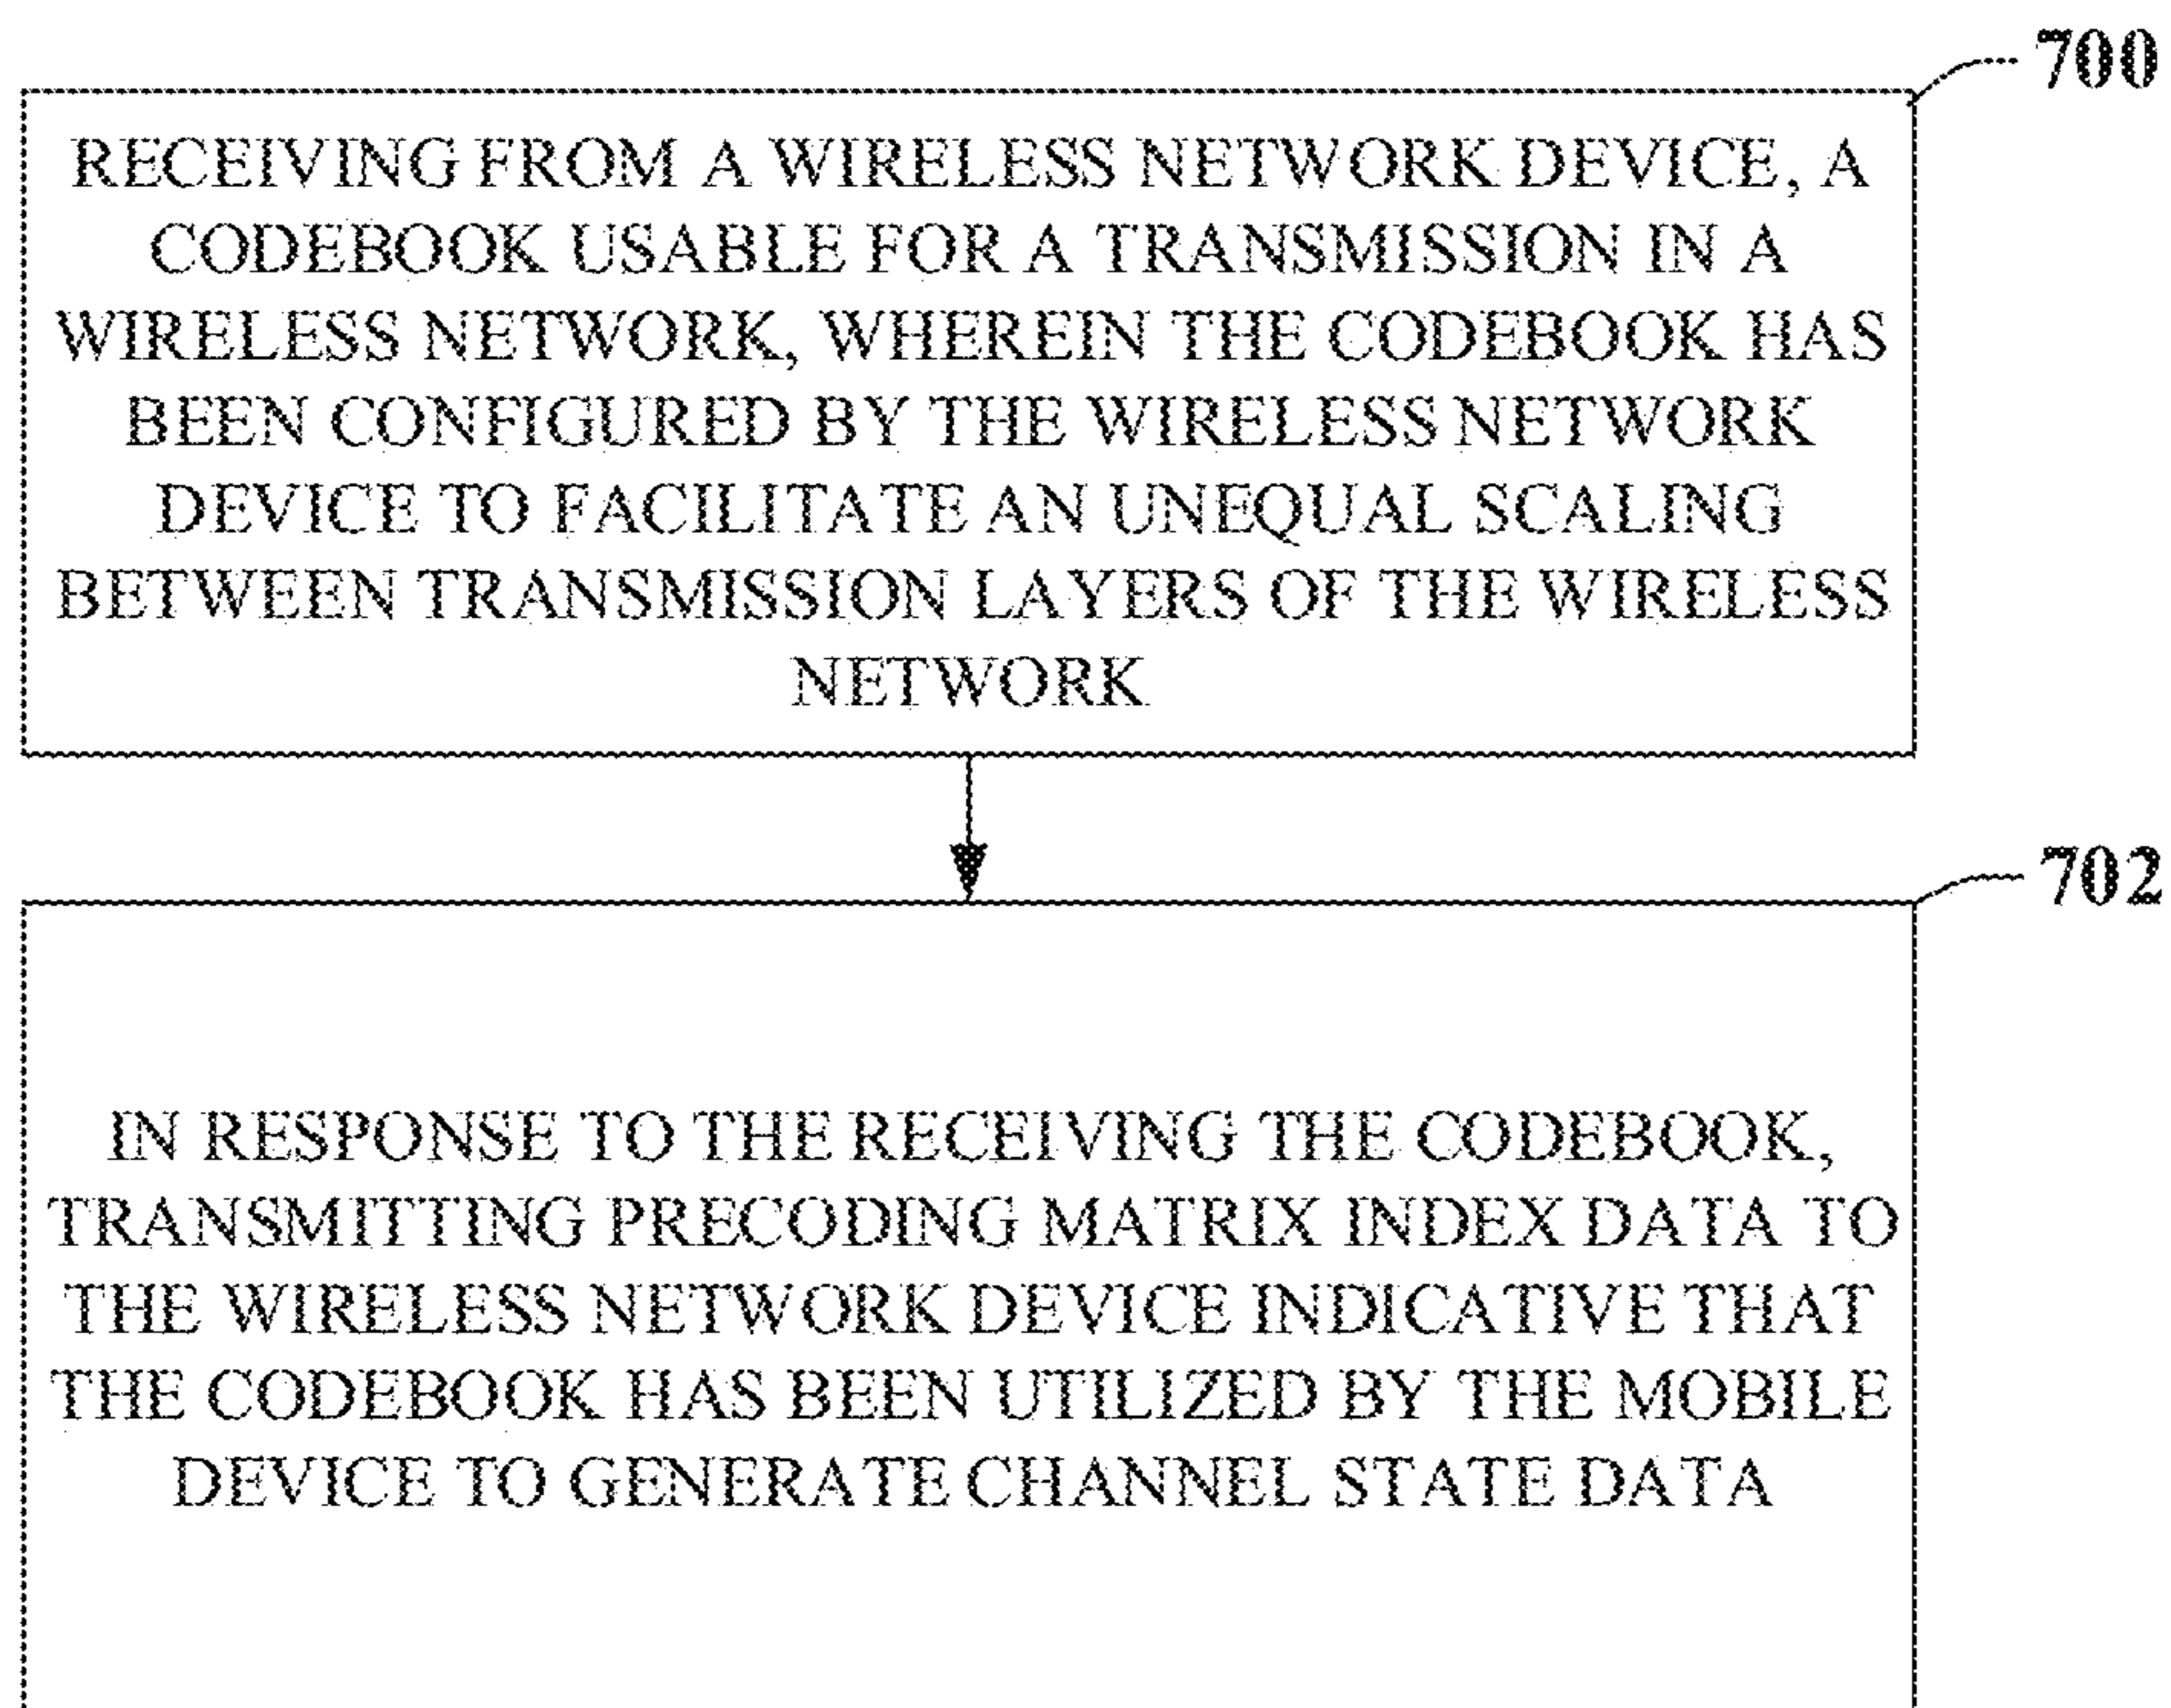 700
RECEIVING FROM A WIRELESS NETWORK DEVICE, A
CODEBOOK USABLE FOR A TRANSMISSION IN A
WIRELESS NETWORK, WHEREIN THE CODEBOOK HAS
BEEN CONFIGURED BY THE WIRELESS NETWORK
DEVICE TO FACILITATE AN UNEQUAL SCALING
BETWEEN TRANSMISSION LAYERS OF THE WIRELESS
NETWORK
702
IN RESPONSE TO THE RECEIVING THE CODEBOOK,
TRANSMITTING PRECODING MATRIX INDEX DATA TO
THE WIRELESS NETWORK DEVICE INDICATIVE THAT
THE CODEBOOK HAS BEEN UTILIZED BY THE MOBILE
DEVICE TO GENERATE CHANNEL STATE DATA